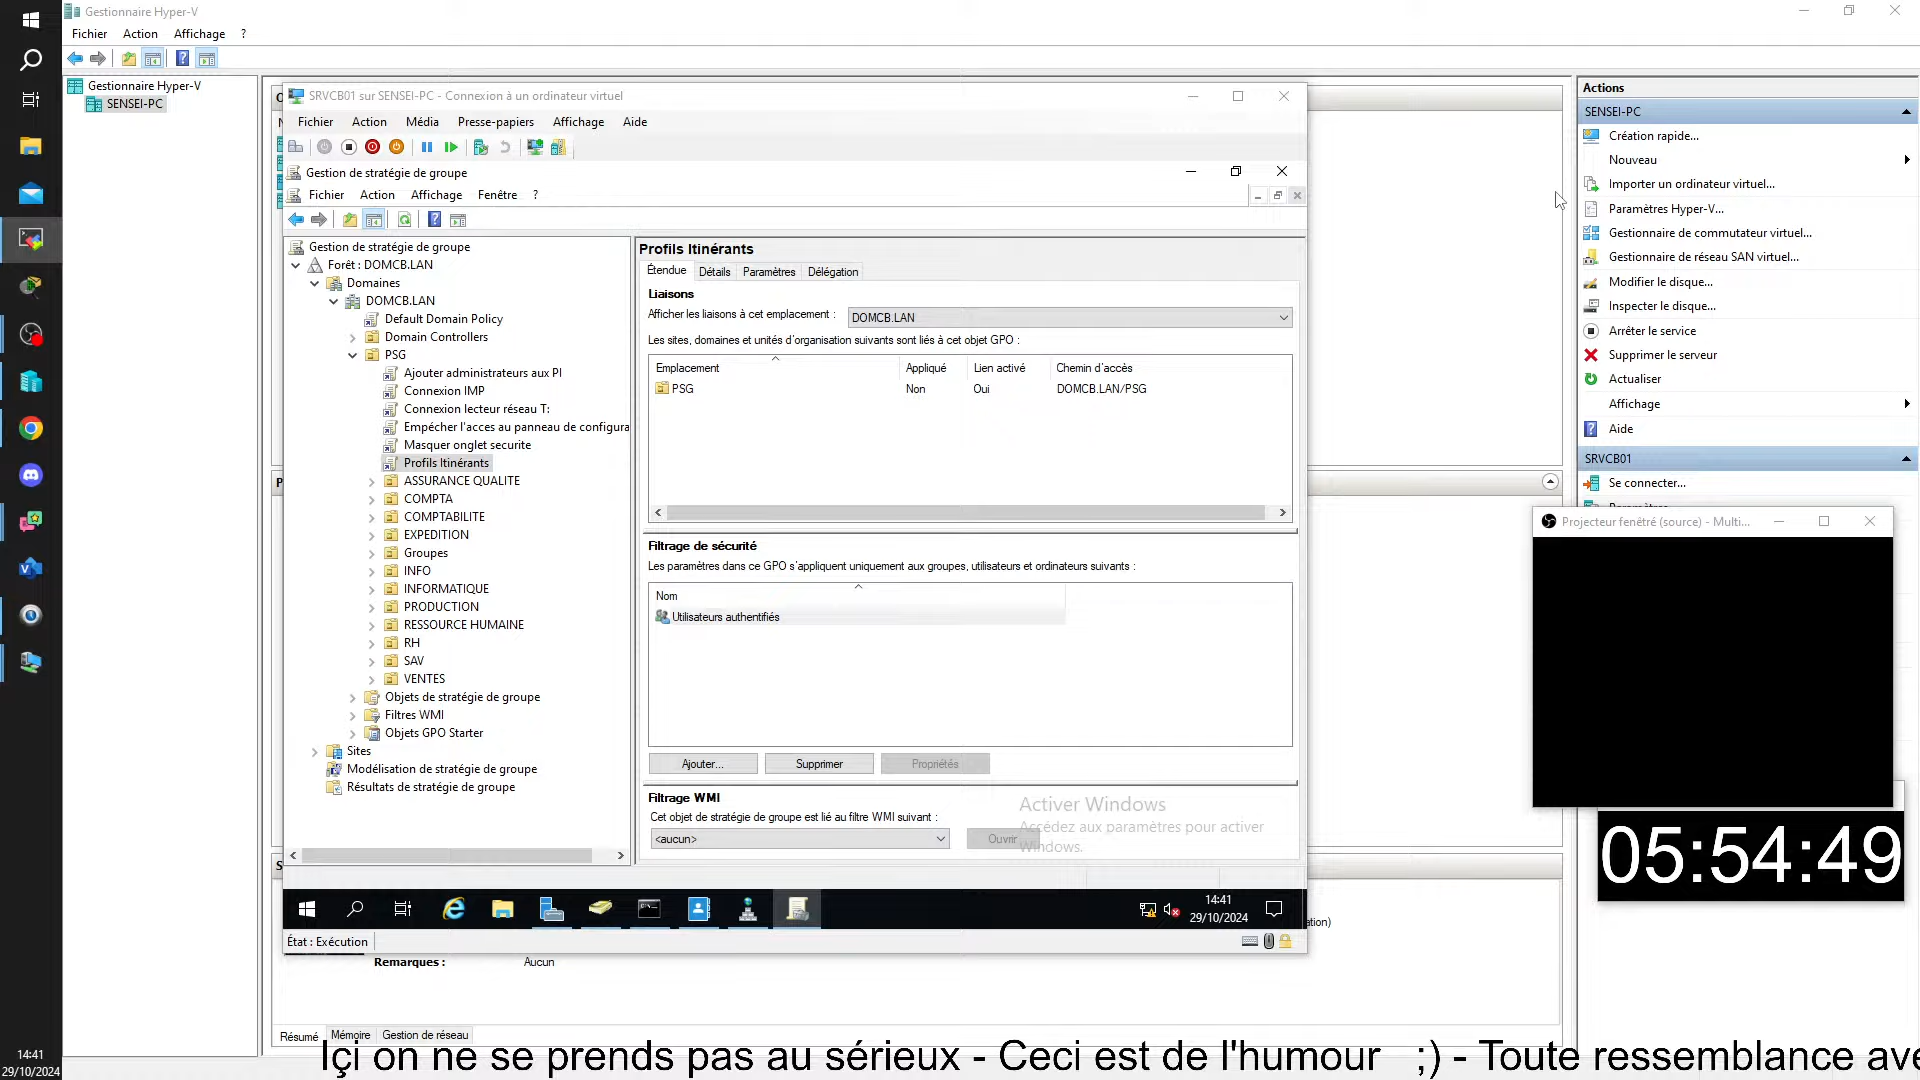 Gestionnaire Hyper-V
Fichier Action Affichage ?
Gestionnaire Hyper-V
SENSEI-PC
SRVCB01 sur SENSEI-PC - Connexion à un ordinateur virtuel
Fichier Action Média Presse-papiers Affichage Aide
Gestion de stratégie de groupe
Fichier Action Affichage Fenêtre ?
Gestion de stratégie de groupe
Forêt : DOMCB.LAN
Domaines
DOMCB.LAN
Default Domain Policy
Domain Controllers
PSG
Ajouter administrateurs aux PI
Connexion IMP
Connexion lecteur réseau T:
Empécher l'acces au panneau de configura
Masquer onglet securite
Profils Itinérants
ASSURANCE QUALITE
COMPTA
COMPTABILITE
EXPEDITION
Groupes
INFO
INFORMATIQUE
PRODUCTION
RESSOURCE HUMAINE
RH
SAV
VENTES
Objets de stratégie de groupe
Filtres WMI
Objets GPO Starter
Sites
Modélisation de stratégie de groupe
Résultats de stratégie de groupe
Profils Itinérants
Étendue Détails Paramètres Délégation
Liaisons
Afficher les liaisons à cet emplacement : DOMCB.LAN
Les sites, domaines et unités d'organisation suivants sont liés à cet objet GPO :
Emplacement Appliqué Lien activé Chemin d'accès
PSG Non Oui DOMCB.LAN/PSG
Filtrage de sécurité
Les paramètres dans ce GPO s'appliquent uniquement aux groupes, utilisateurs et ordinateurs suivants :
Nom
Utilisateurs authentifiés
Ajouter... Supprimer Propriétés
Filtrage WMI
Cet objet de stratégie de groupe est lié au filtre WMI suivant :
<aucun> Ouvrir
Activer Windows
Accédez aux paramètres pour activer
Windows.
14:41
29/10/2024
État : Exécution
ation)
Remarques : Aucun
Résumé Mémoire Gestion de réseau
Actions
SENSEI-PC
Création rapide...
Nouveau
Importer un ordinateur virtuel...
Paramètres Hyper-V...
Gestionnaire de commutateur virtuel...
Gestionnaire de réseau SAN virtuel...
Modifier le disque...
Inspecter le disque...
Arrêter le service
Supprimer le serveur
Actualiser
Affichage
Aide
SRVCB01
Se connecter...
Projecteur fenêtré (source) - Multi...
05:54:49
14:41
29/10/2024
Içi on ne se prends pas au sérieux - Ceci est de l'humour ;) - Toute ressemblance ave